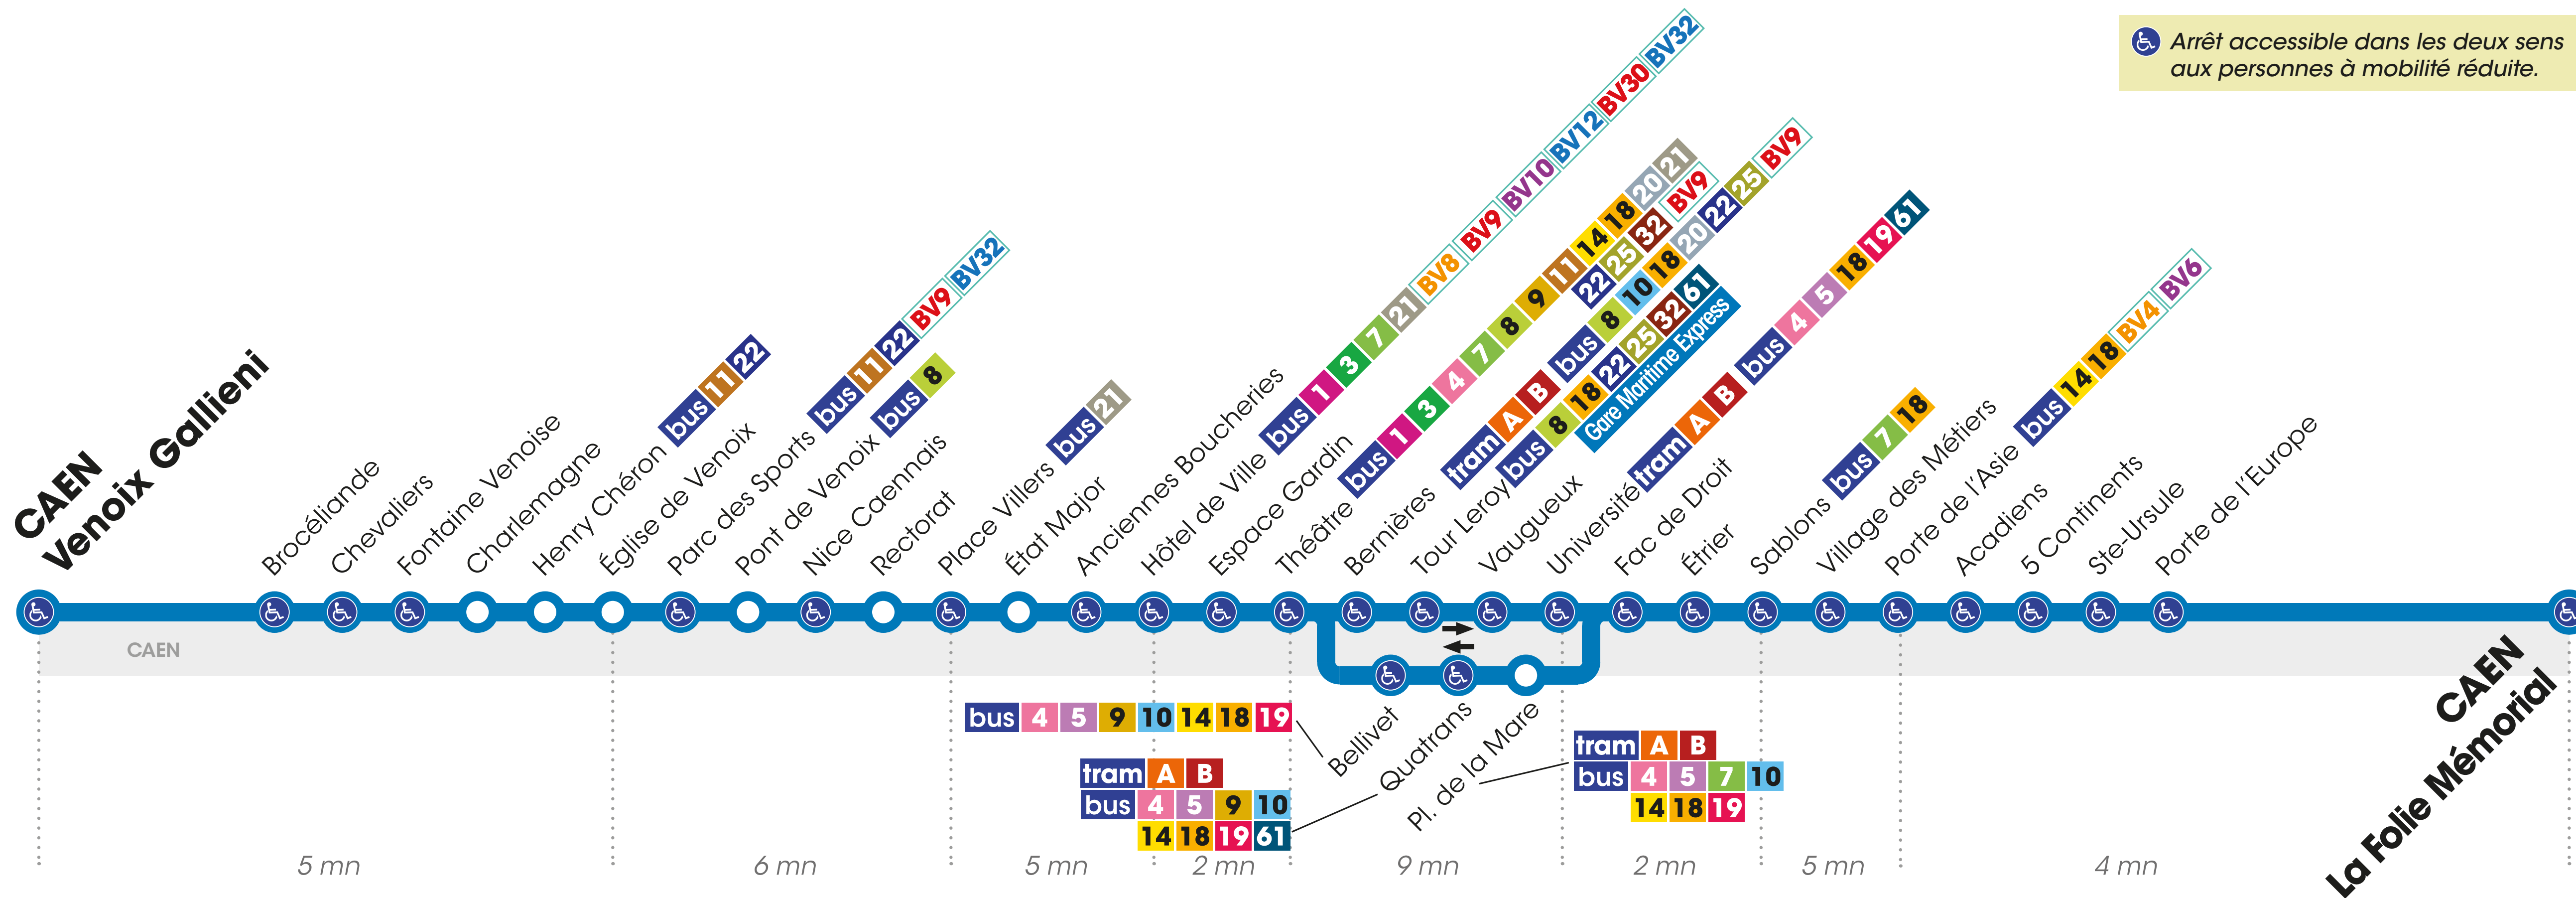 Arrêt accessible dans les deux sens
aux personnes à mobilité réduite.
CAEN
Venoix Gallieni
Brocéliande
Chevaliers
Fontaine Venoise
Charlemagne
Henry Chéron bus 11 22
Église de Venoix
Parc des Sports bus 11 22 BV9 BV32
Pont de Venoix bus 8
Nice Caennais
Rectorat
Place Villers bus 21
État Major
Anciennes Boucheries
Hôtel de Ville bus 1 3 7 21 BV8 BV9 BV10 BV12 BV30 BV32
Espace Gardin
Théâtre bus 1 3 4 7 8 9 11 14 18 20 21
22 25 32 BV9
Bernières tram A B bus 8 10 18 20 22 25 BV9
Tour Leroy bus 8 18 22 25 32 61
Gare Maritime Express
Vaugueux
Université tram A B bus 4 5 18 19 61
Fac de Droit
Étrier
Sablons bus 7 18
Village des Métiers
Porte de l'Asie bus 14 18 BV4 BV6
Acadiens
5 Continents
Ste-Ursule
Porte de l'Europe
CAEN
La Folie Mémorial
CAEN
bus 4 5 9 10 14 18 19
Bellivet
tram A B
bus 4 5 9 10
14 18 19 61
Quatrans
Pl. de la Mare
tram A B
bus 4 5 7 10
14 18 19
5 mn
6 mn
5 mn
2 mn
9 mn
2 mn
5 mn
4 mn